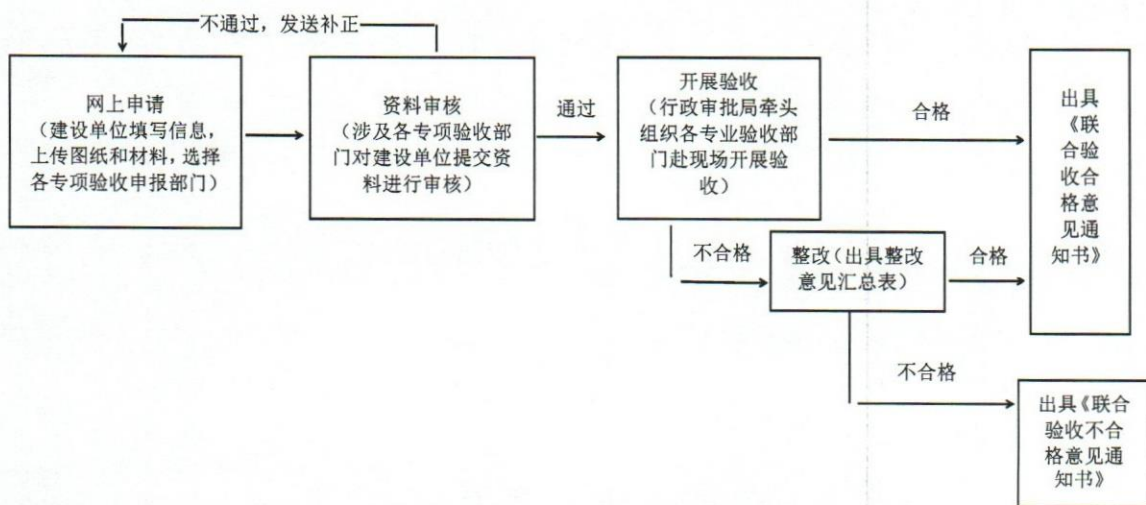 不通过，发送补正
网上申请
（建设单位填写信息，
上传图纸和材料，选择
各专项验收申报部门）
资料审核
（涉及各专项验收部
门对建设单位提交资
料进行审核）
通过
开展验收
（行政审批局牵头
组织各专业验收部
门赴现场开展验
收）
合格
出具
《联
合验
收合
格意
见通
知书》
不合格
整改（出具整改
意见汇总表）
合格
不合格
出具《联合
验收不合
格意见通
知书》